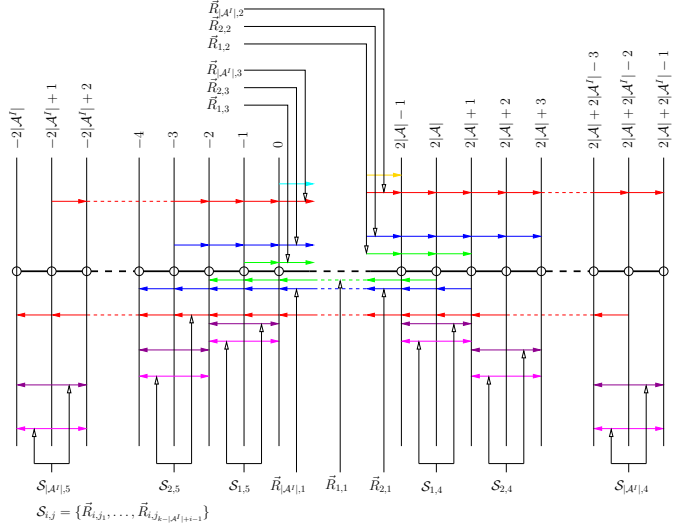 $\vec{R}_{|\mathcal{A}^I|,2}$
$\vec{R}_{2,2}$
$\vec{R}_{1,2}$
$\vec{R}_{|\mathcal{A}^I|,3}$
$\vec{R}_{2,3}$
$\vec{R}_{1,3}$
$-2|\mathcal{A}^I|$
$-2|\mathcal{A}^I|+1$
$-2|\mathcal{A}^I|+2$
$-4$
$-3$
$-2$
$-1$
$0$
$2|\mathcal{A}|-1$
$2|\mathcal{A}|$
$2|\mathcal{A}|+1$
$2|\mathcal{A}|+2$
$2|\mathcal{A}|+3$
$2|\mathcal{A}|+2|\mathcal{A}^I|-3$
$2|\mathcal{A}|+2|\mathcal{A}^I|-2$
$2|\mathcal{A}|+2|\mathcal{A}^I|-1$
$\mathcal{S}_{|\mathcal{A}^I|,5}$ $\mathcal{S}_{2,5}$ $\mathcal{S}_{1,5}$ $\vec{R}_{|\mathcal{A}^I|,1}$ $\vec{R}_{1,1}$ $\vec{R}_{2,1}$ $\mathcal{S}_{1,4}$ $\mathcal{S}_{2,4}$ $\mathcal{S}_{|\mathcal{A}^I|,4}$
$\mathcal{S}_{i,j} = \{\vec{R}_{i,j_1}, \ldots, \vec{R}_{i,j_{k-|\mathcal{A}^I|+i-1}}\}$